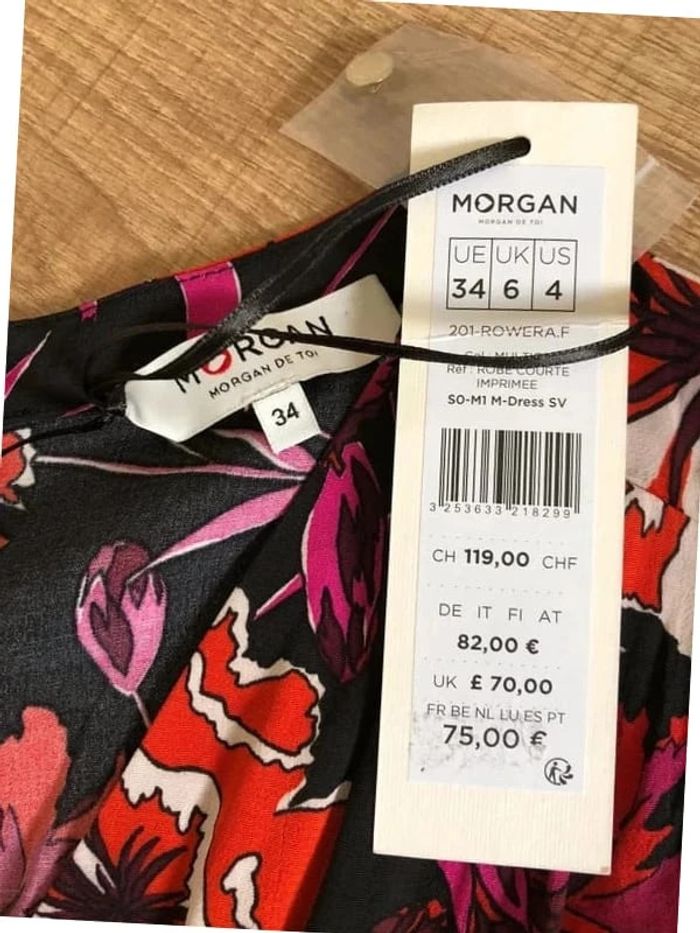 MORGAN
MORGAN DE TOI
UE UK US
34 6 4
201-ROWERA.F
Col : MULTI
Ref : ROBE COURTE
IMPRIMEE
S0-M1 M-Dress SV
3 253633 218299
CH 119,00 CHF
DE IT FI AT
82,00 €
UK £ 70,00
FR BE NL LU ES PT
75,00 €
MORGAN
MORGAN DE TOI
34